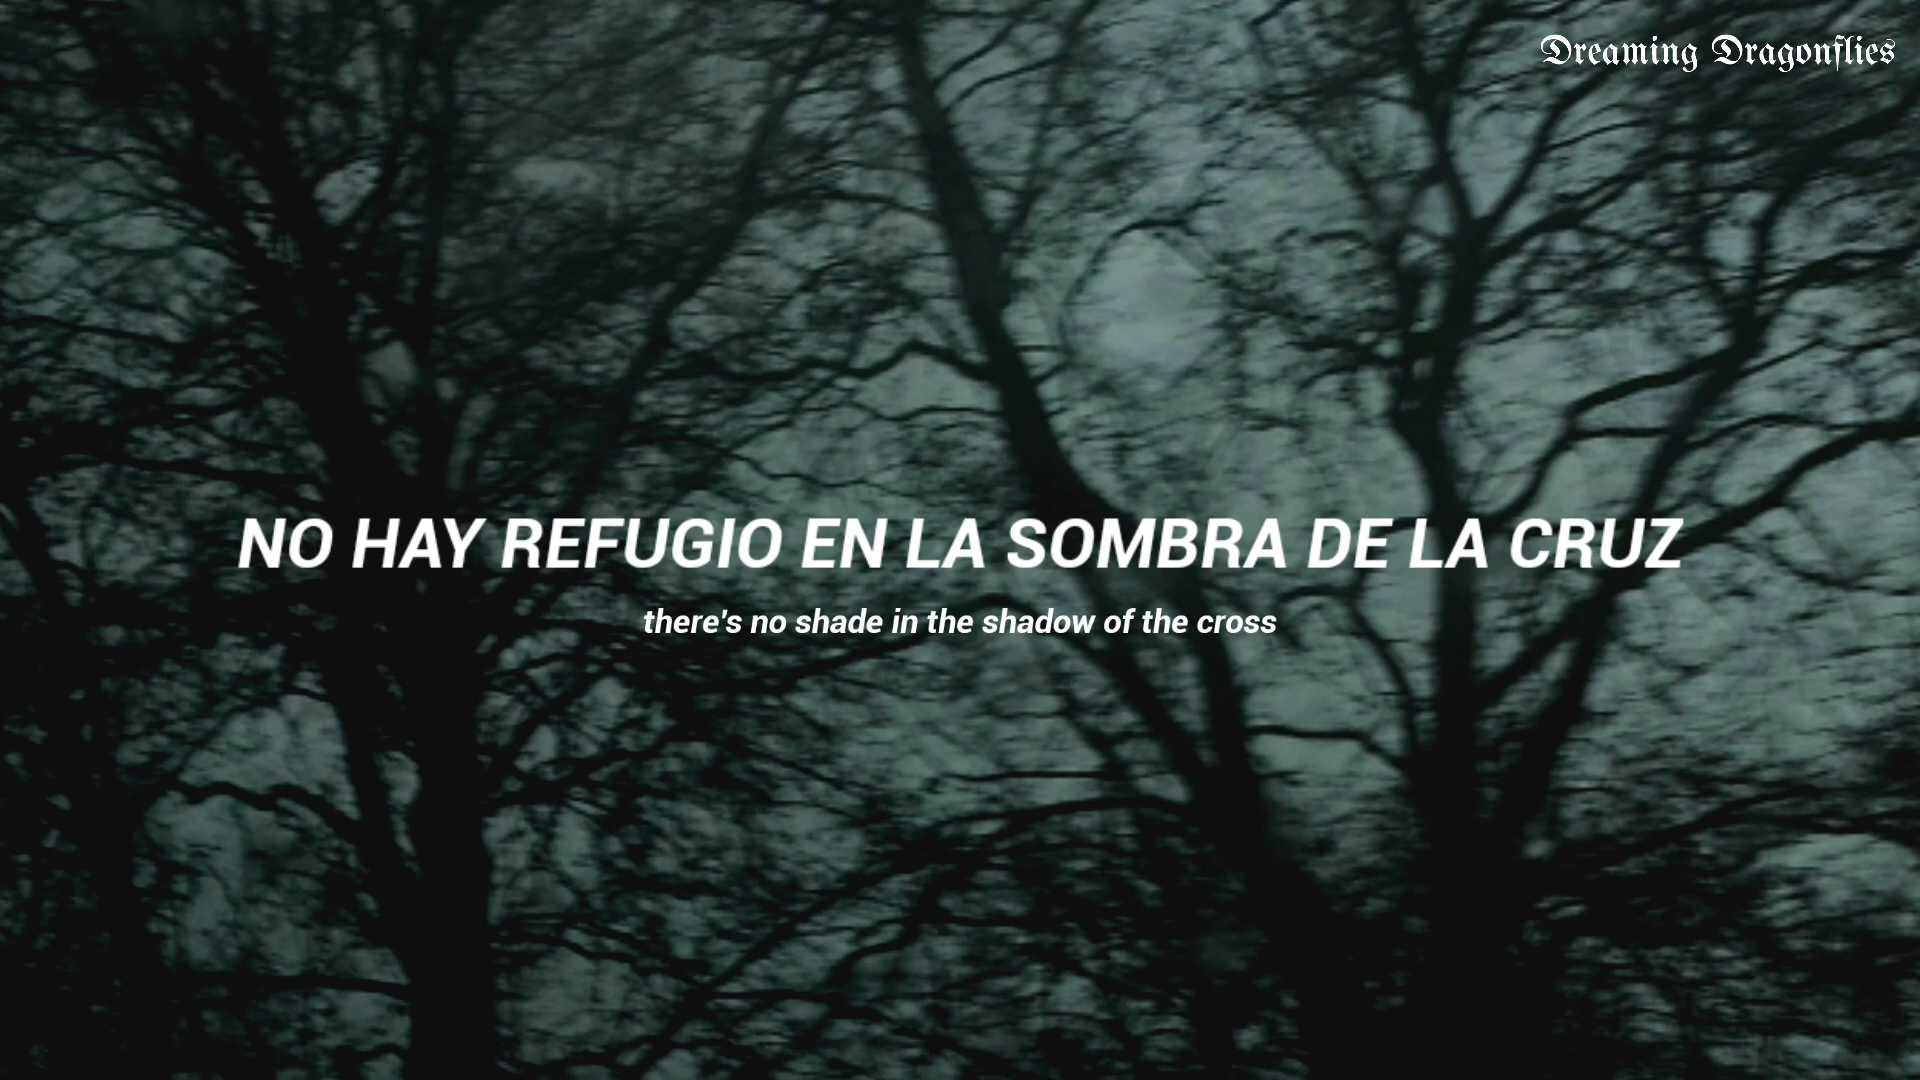 Dreaming Dragonflies
NO HAY REFUGIO EN LA SOMBRA DE LA CRUZ
there's no shade in the shadow of the cross